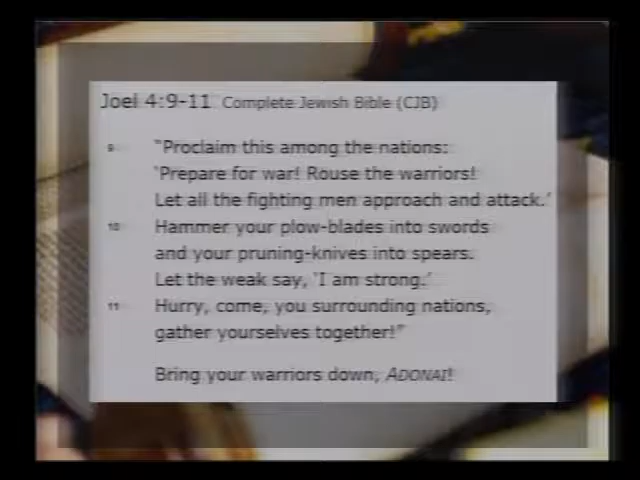 Joel 4:9-11 Complete Jewish Bible (CJB)
9 "Proclaim this among the nations:
'Prepare for war! Rouse the warriors!
Let all the fighting men approach and attack.'
10 Hammer your plow-blades into swords
and your pruning-knives into spears.
Let the weak say, 'I am strong.'
11 Hurry, come, you surrounding nations,
gather yourselves together!"
Bring your warriors down, ADONAI!